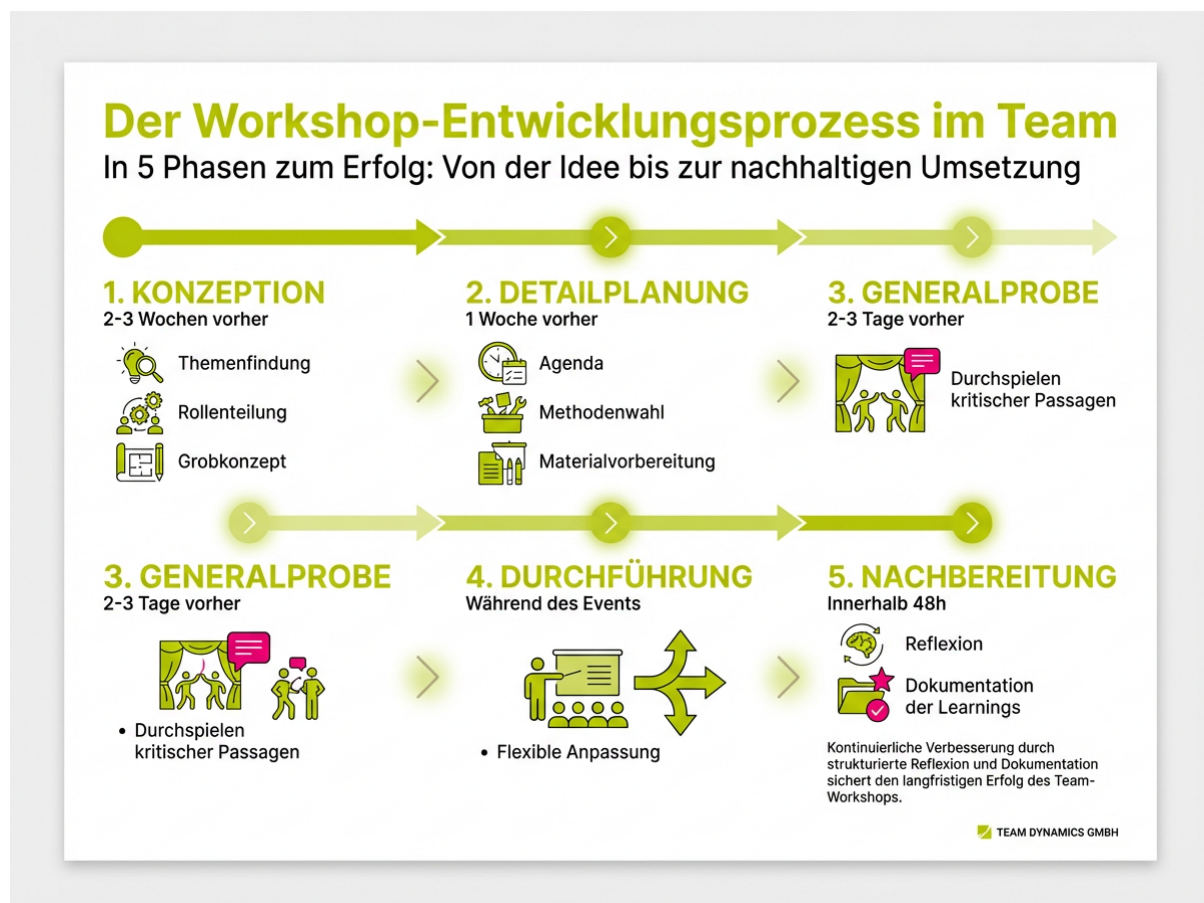 Der Workshop-Entwicklungsprozess im Team
In 5 Phasen zum Erfolg: Von der Idee bis zur nachhaltigen Umsetzung
1. KONZEPTION
2-3 Wochen vorher
Themenfindung
Rollenteilung
Grobkonzept
2. DETAILPLANUNG
1 Woche vorher
Agenda
Methodenwahl
Materialvorbereitung
3. GENERALPROBE
2-3 Tage vorher
Durchspielen
kritischer Passagen
3. GENERALPROBE
2-3 Tage vorher
• Durchspielen
kritischer Passagen
4. DURCHFÜHRUNG
Während des Events
• Flexible Anpassung
5. NACHBEREITUNG
Innerhalb 48h
Reflexion
Dokumentation
der Learnings
Kontinuierliche Verbesserung durch
strukturierte Reflexion und Dokumentation
sichert den langfristigen Erfolg des Team-
Workshops.
TEAM DYNAMICS GMBH